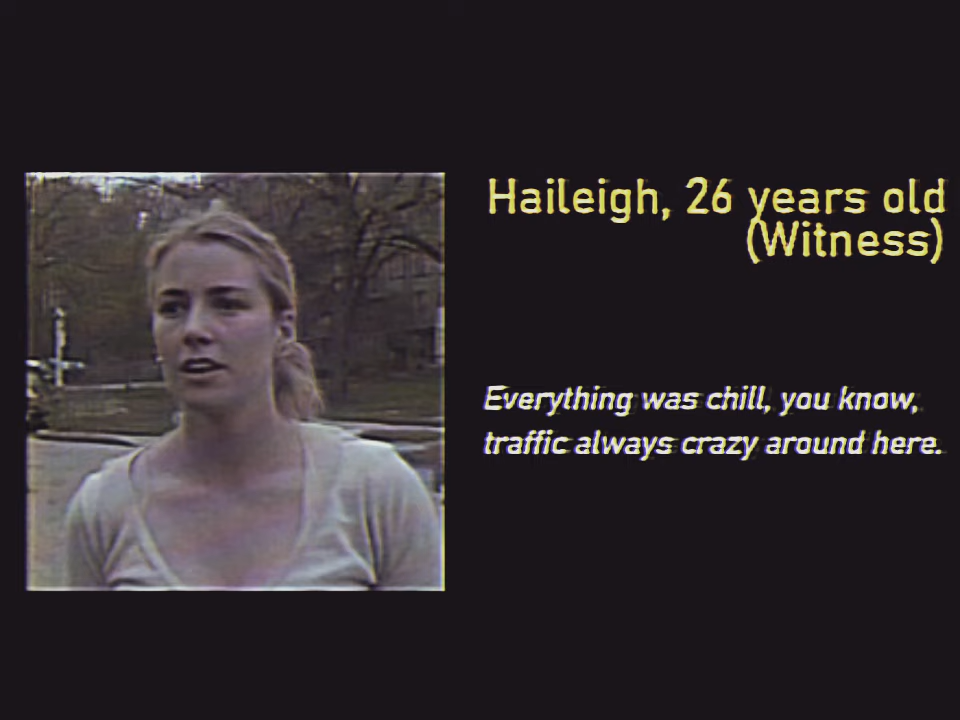 Haileigh, 26 years old
(Witness)
Everything was chill, you know,
traffic always crazy around here.